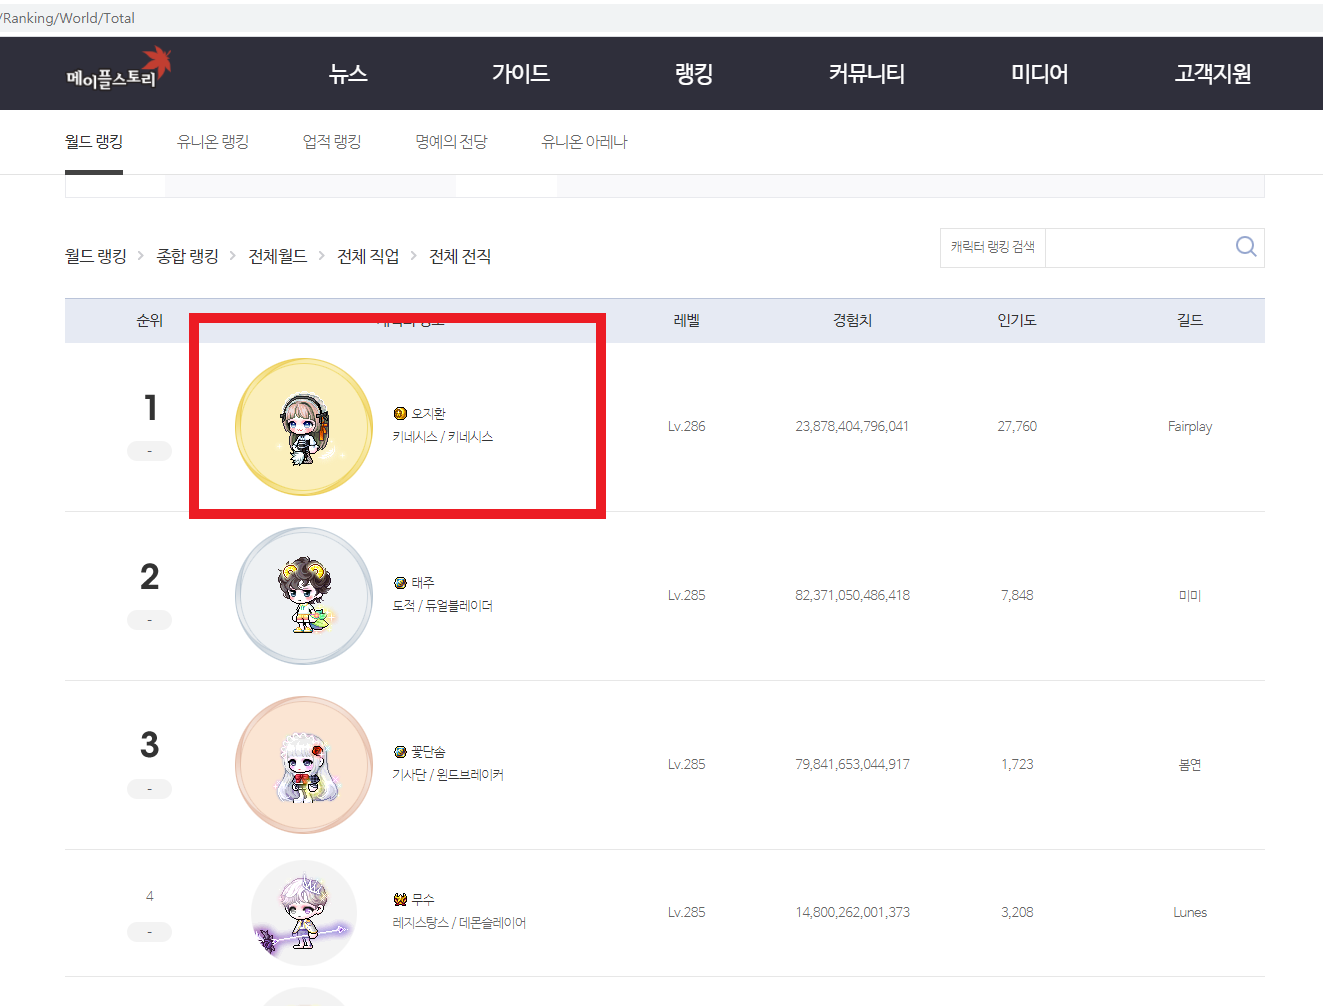 /Ranking/World/Total
메이플스토리
뉴스 가이드 랭킹 커뮤니티 미디어 고객지원
월드 랭킹 유니온 랭킹 업적 랭킹 명예의 전당 유니온 아레나
월드 랭킹 > 종합 랭킹 > 전체월드 > 전체 직업 > 전체 전직
캐릭터 랭킹 검색
순위 레벨 경험치 인기도 길드
1
-
오지환
키네시스 / 키네시스
Lv.286 23,878,404,796,041 27,760 Fairplay
2
-
태주
도적 / 듀얼블레이더
Lv.285 82,371,050,486,418 7,848 미미
3
-
꽃단솜
기사단 / 윈드브레이커
Lv.285 79,841,653,044,917 1,723 봄연
4
-
무수
레지스탕스 / 데몬슬레이어
Lv.285 14,800,262,001,373 3,208 Lunes